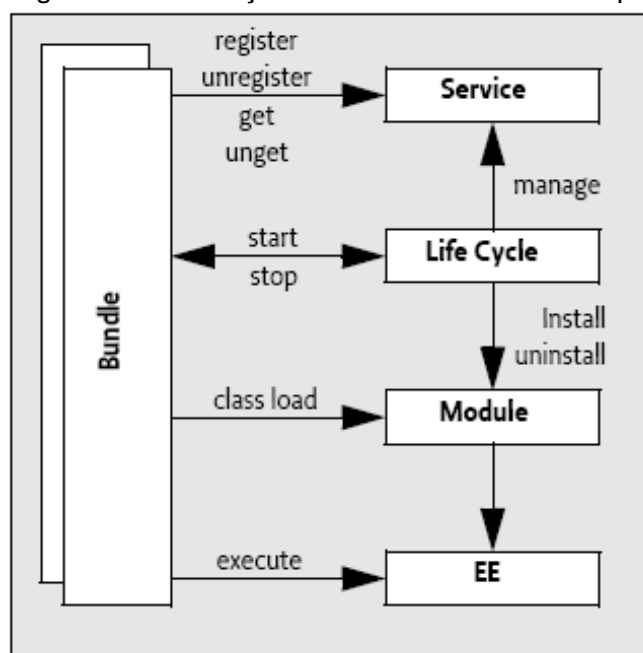 register
unregister
get
unget
Service
manage
start
stop
Life Cycle
Install
uninstall
Bundle
class load
Module
execute
EE